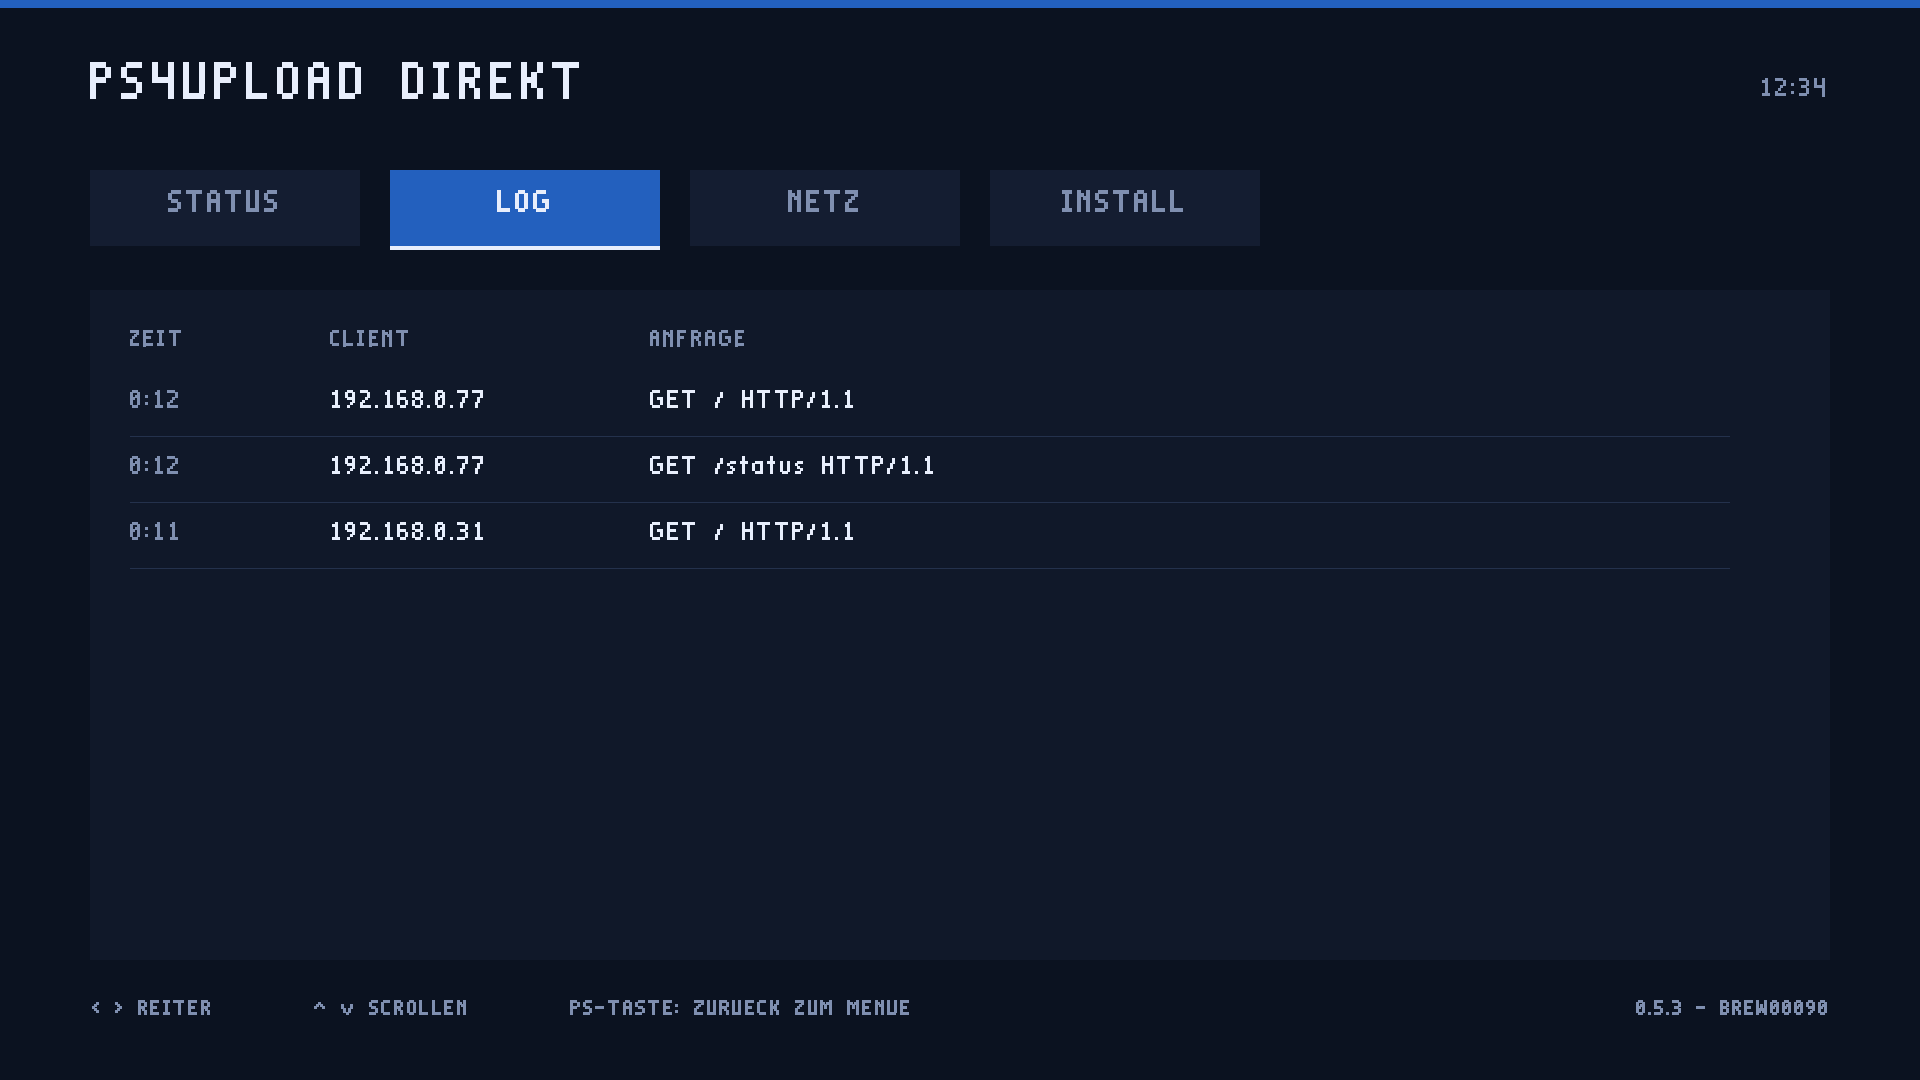 PS4UPLOAD DIREKT
12:34
STATUS LOG NETZ INSTALL
ZEIT CLIENT ANFRAGE
0:12 192.168.0.77 GET / HTTP/1.1
0:12 192.168.0.77 GET /status HTTP/1.1
0:11 192.168.0.31 GET / HTTP/1.1
< > REITER ^ v SCROLLEN PS-TASTE: ZURUECK ZUM MENUE 0.5.3 - BREW00090